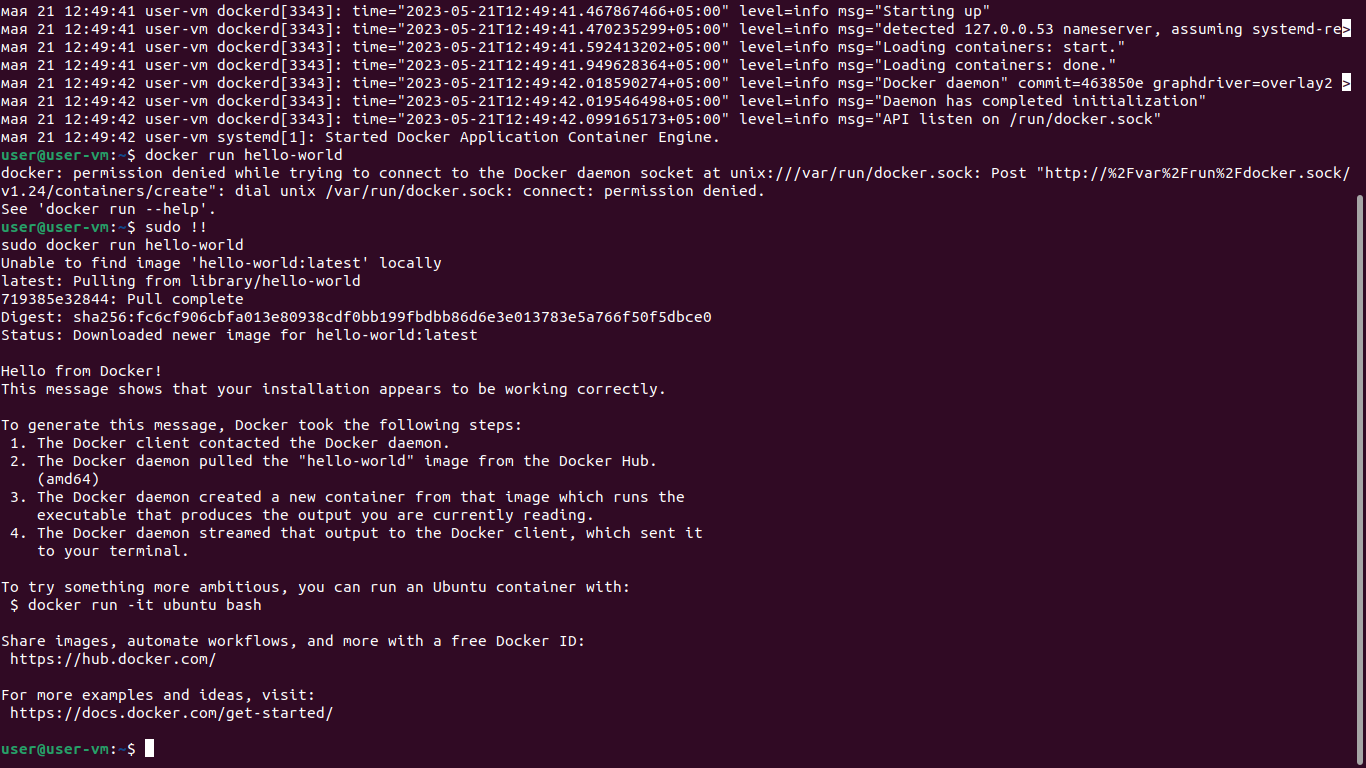 мая 21 12:49:41 user-vm dockerd[3343]: time="2023-05-21T12:49:41.467867466+05:00" level=info msg="Starting up"
мая 21 12:49:41 user-vm dockerd[3343]: time="2023-05-21T12:49:41.470235299+05:00" level=info msg="detected 127.0.0.53 nameserver, assuming systemd-re>
мая 21 12:49:41 user-vm dockerd[3343]: time="2023-05-21T12:49:41.592413202+05:00" level=info msg="Loading containers: start."
мая 21 12:49:41 user-vm dockerd[3343]: time="2023-05-21T12:49:41.949628364+05:00" level=info msg="Loading containers: done."
мая 21 12:49:42 user-vm dockerd[3343]: time="2023-05-21T12:49:42.018590274+05:00" level=info msg="Docker daemon" commit=463850e graphdriver=overlay2 >
мая 21 12:49:42 user-vm dockerd[3343]: time="2023-05-21T12:49:42.019546498+05:00" level=info msg="Daemon has completed initialization"
мая 21 12:49:42 user-vm dockerd[3343]: time="2023-05-21T12:49:42.099165173+05:00" level=info msg="API listen on /run/docker.sock"
мая 21 12:49:42 user-vm systemd[1]: Started Docker Application Container Engine.
user@user-vm:~$ docker run hello-world
docker: permission denied while trying to connect to the Docker daemon socket at unix:///var/run/docker.sock: Post "http://%2Fvar%2Frun%2Fdocker.sock/
v1.24/containers/create": dial unix /var/run/docker.sock: connect: permission denied.
See 'docker run --help'.
user@user-vm:~$ sudo !!
sudo docker run hello-world
Unable to find image 'hello-world:latest' locally
latest: Pulling from library/hello-world
719385e32844: Pull complete
Digest: sha256:fc6cf906cbfa013e80938cdf0bb199fbdbb86d6e3e013783e5a766f50f5dbce0
Status: Downloaded newer image for hello-world:latest

Hello from Docker!
This message shows that your installation appears to be working correctly.

To generate this message, Docker took the following steps:
 1. The Docker client contacted the Docker daemon.
 2. The Docker daemon pulled the "hello-world" image from the Docker Hub.
    (amd64)
 3. The Docker daemon created a new container from that image which runs the
    executable that produces the output you are currently reading.
 4. The Docker daemon streamed that output to the Docker client, which sent it
    to your terminal.

To try something more ambitious, you can run an Ubuntu container with:
 $ docker run -it ubuntu bash

Share images, automate workflows, and more with a free Docker ID:
 https://hub.docker.com/

For more examples and ideas, visit:
 https://docs.docker.com/get-started/

user@user-vm:~$